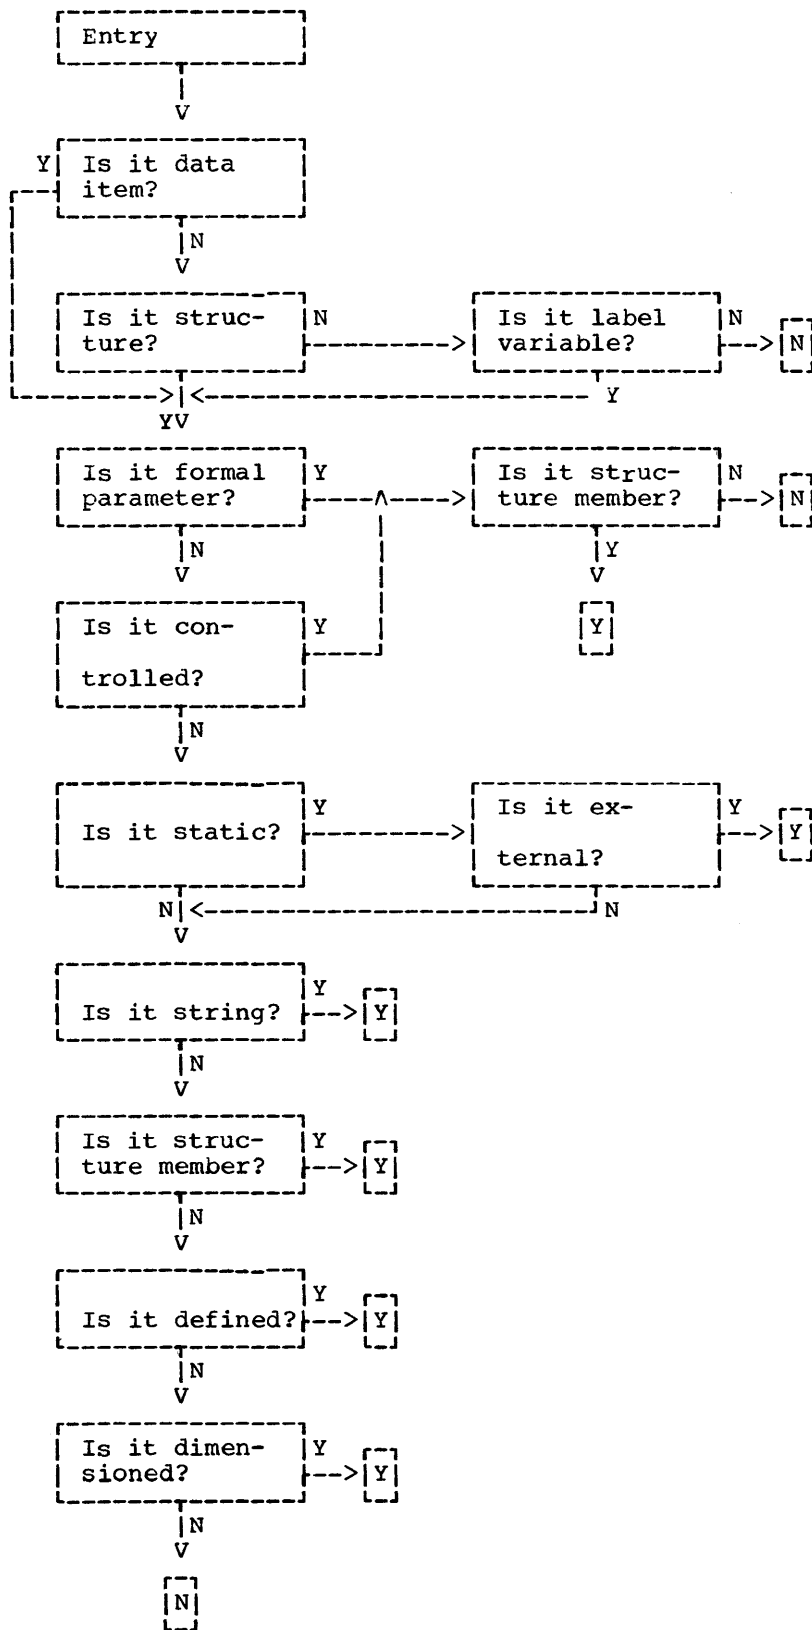 Entry
V
Y Is it data
item?
N
V
Is it struc- N Is it label N
ture? > variable? > N
> < Y
YV
Is it formal Y Is it struc- N
parameter? ^ > ture member? > N
N Y
V V
Is it con- Y Y
trolled?
N
V
Y Is it ex- Y
Is it static? > ternal? > Y
N < N
V
Y
Is it string? > Y
N
V
Is it struc- Y
ture member? > Y
N
V
Y
Is it defined? > Y
N
V
Is it dimen- Y
sioned? > Y
N
V
N